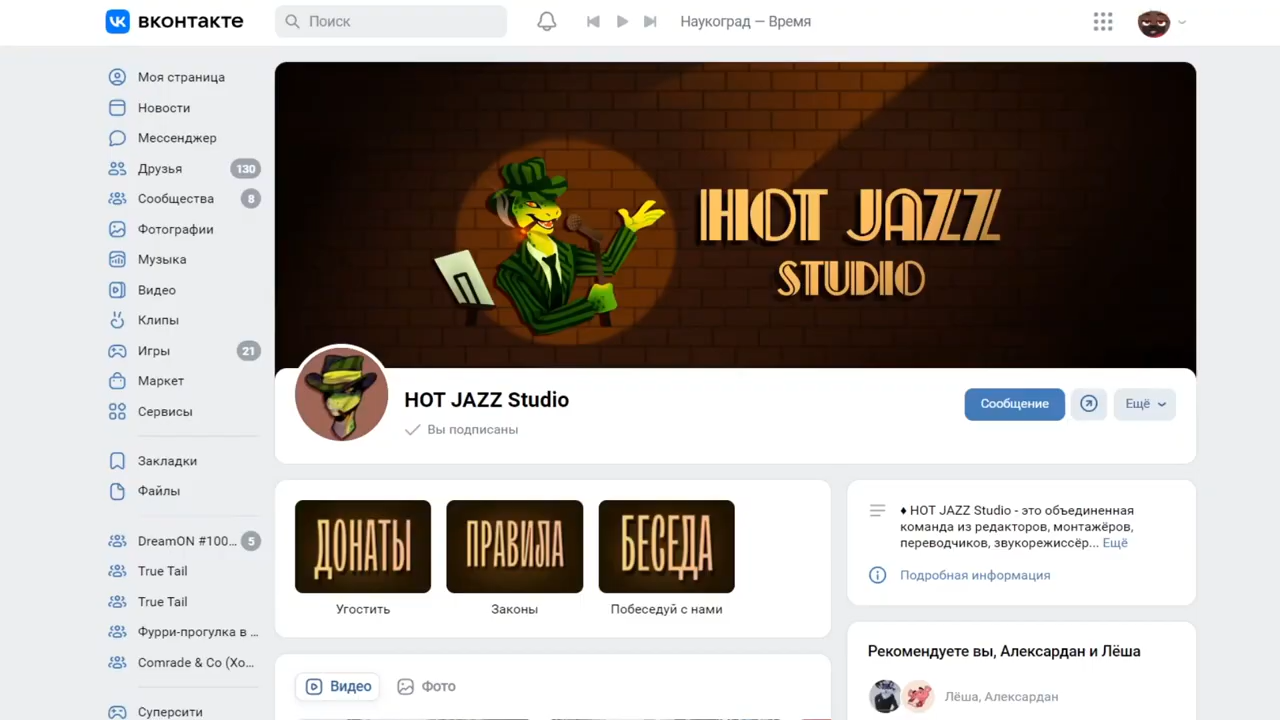 вконтакте
Поиск
Наукоград — Время
Моя страница
Новости
Мессенджер
Друзья 130
Сообщества 8
Фотографии
Музыка
Видео
Клипы
Игры 21
Маркет
Сервисы
Закладки
Файлы
DreamON #100... 5
True Tail
True Tail
Фурри-прогулка в ...
Comrade & Co (Хо...
Суперсити
HOT JAZZ
STUDIO
HOT JAZZ Studio
Вы подписаны
Сообщение
Ещё
ДОНАТЫ
ПРАВИЛА
БЕСЕДА
Угостить
Законы
Побеседуй с нами
Видео
Фото
♦ HOT JAZZ Studio - это объединенная
команда из редакторов, монтажёров,
переводчиков, звукорежиссёр... Ещё
Подробная информация
Рекомендуете вы, Александан и Лёша
Лёша, Александан